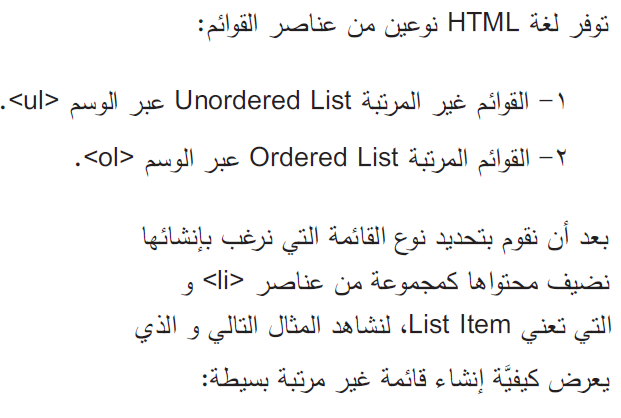 توفر لغة HTML نوعين من عناصر القوائم:
١- القوائم غير المرتبة Unordered List عبر الوسم <ul>.
٢- القوائم المرتبة Ordered List عبر الوسم <ol>.
بعد أن نقوم بتحديد نوع القائمة التي نرغب بإنشائها
نضيف محتواها كمجموعة من عناصر <li> و
التي تعني List Item، لنشاهد المثال التالي و الذي
يعرض كيفيَّة إنشاء قائمة غير مرتبة بسيطة: